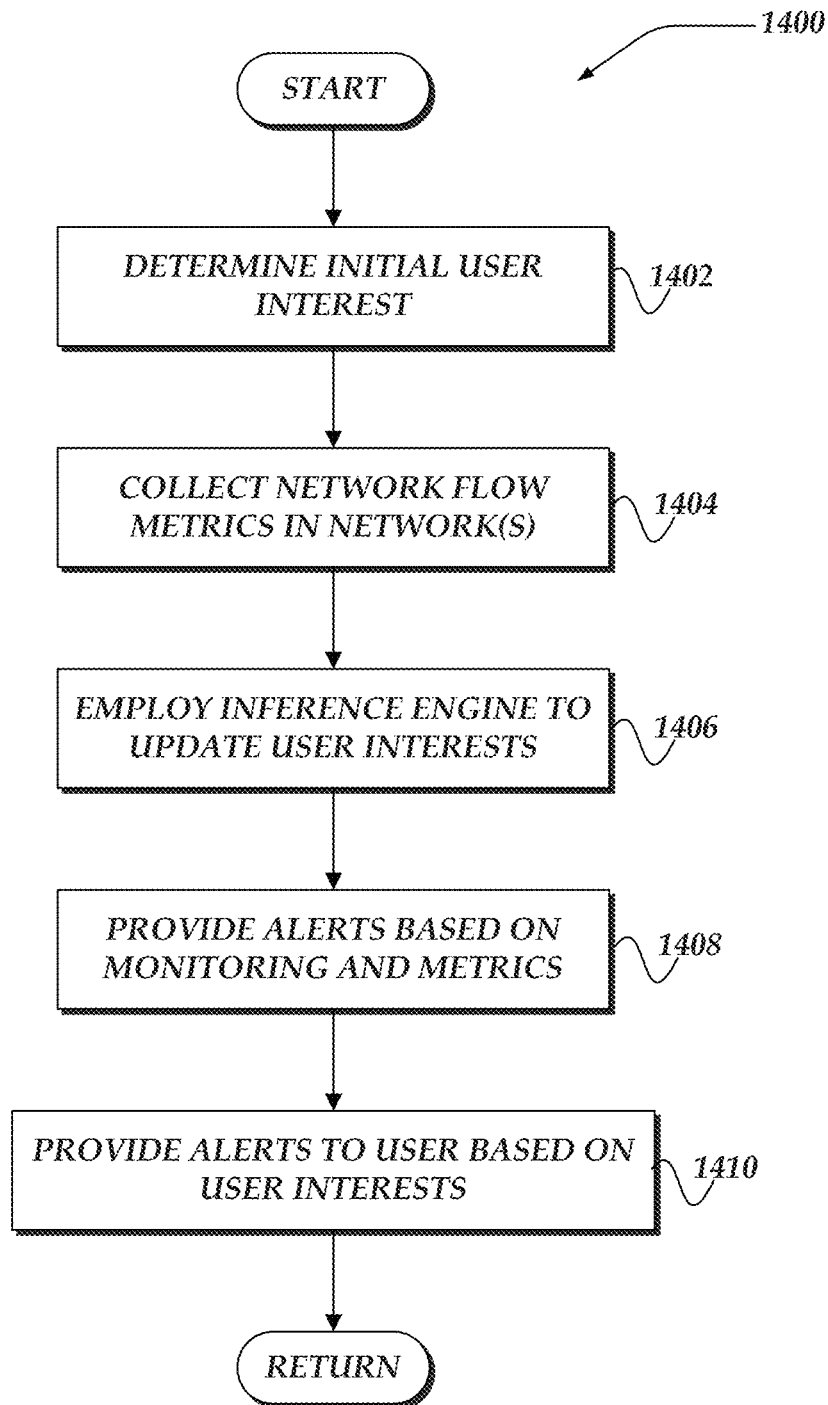 1400
START
DETERMINE INITIAL USER
INTEREST
1402
COLLECT NETWORK FLOW
METRICS IN NETWORK(S)
1404
EMPLOY INFERENCE ENGINE TO
UPDATE USER INTERESTS
1406
PROVIDE ALERTS BASED ON
MONITORING AND METRICS
1408
PROVIDE ALERTS TO USER BASED ON
USER INTERESTS
1410
RETURN